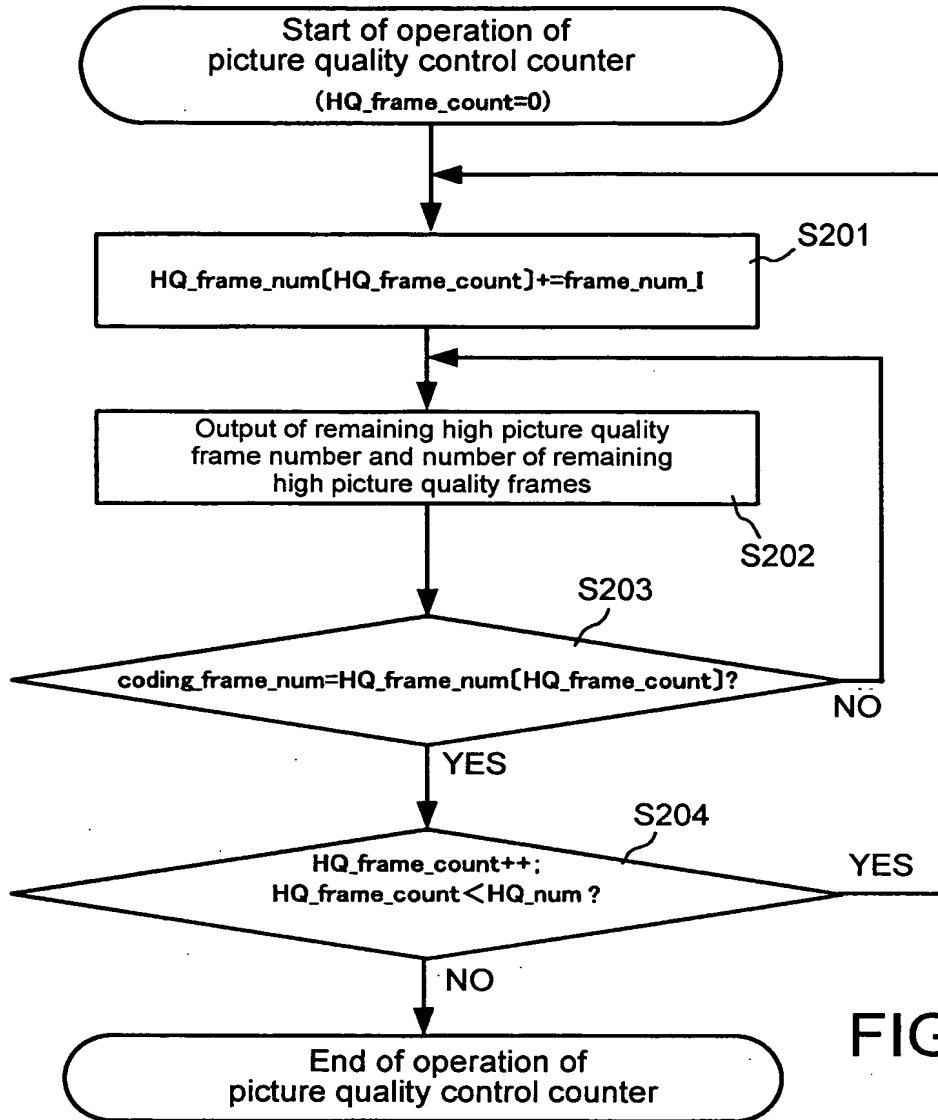 Start of operation of
picture quality control counter
(HQ_frame_count=0)
S201
HQ_frame_num[HQ_frame_count]+=frame_num_I
Output of remaining high picture quality
frame number and number of remaining
high picture quality frames
S202
S203
coding_frame_num=HQ_frame_num[HQ_frame_count]?
NO
YES
S204
HQ_frame_count++;
HQ_frame_count<HQ_num ?
YES
NO
End of operation of
picture quality control counter
FIG